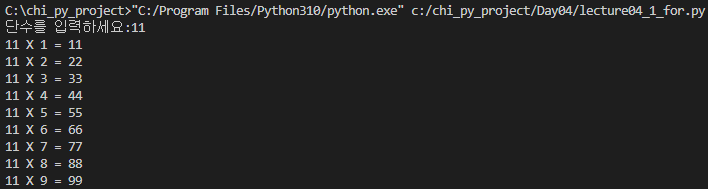 C:\chi_py_project>"C:/Program Files/Python310/python.exe" c:/chi_py_project/Day04/lecture04_1_for.py
단수를 입력하세요:11
11 X 1 = 11
11 X 2 = 22
11 X 3 = 33
11 X 4 = 44
11 X 5 = 55
11 X 6 = 66
11 X 7 = 77
11 X 8 = 88
11 X 9 = 99